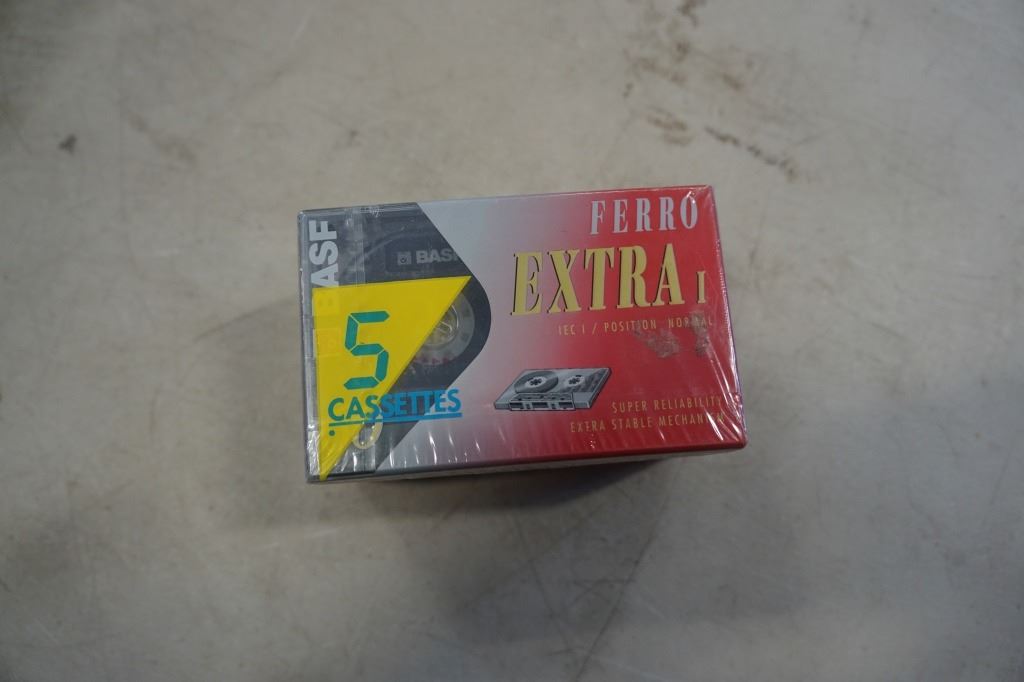 BASF
BASF
FERRO
EXTRA I
IEC I / POSITION NORMAL
5
CASSETTES
SUPER RELIABILITY
EXTRA STABLE MECHANISM